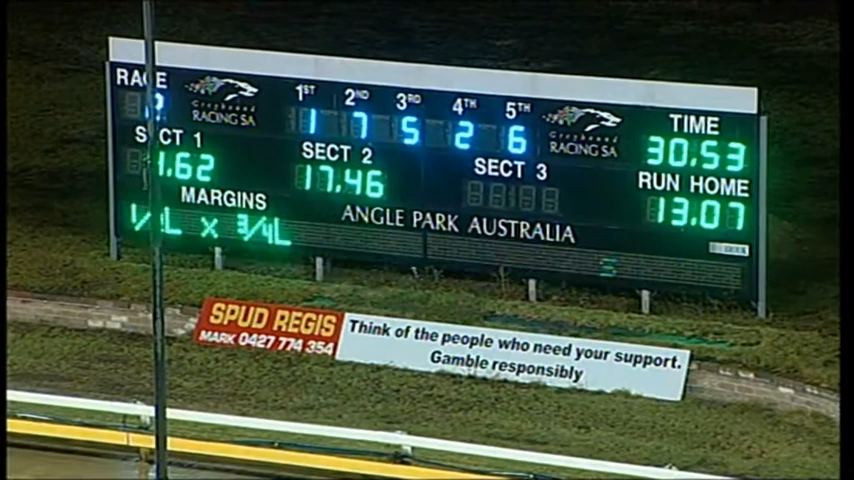 RACE 1ST 2ND 3RD 4TH 5TH TIME
Greyhound RACING SA 1 7 5 2 6 Greyhound RACING SA 30.53
SECT 1 SECT 2 SECT 3 RUN HOME
1.62 17.46 13.07
MARGINS ANGLE PARK AUSTRALIA
X 3/4L
SPUD REGIS
MARK 0427 774 354
Think of the people who need your support.
Gamble responsibly